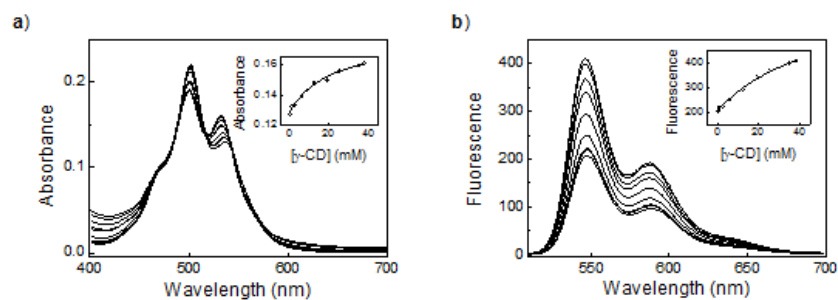 a)
0.2
0.1
0.0
Absorbance
400
500
600
700
Wavelength (nm)
0.16
0.14
0.12
Absorbance
0
20
40
[γ-CD] (mM)
b)
400
300
200
100
0
Fluorescence
550
600
650
700
Wavelength (nm)
400
300
200
Fluorescence
0
20
40
[γ-CD] (mM)